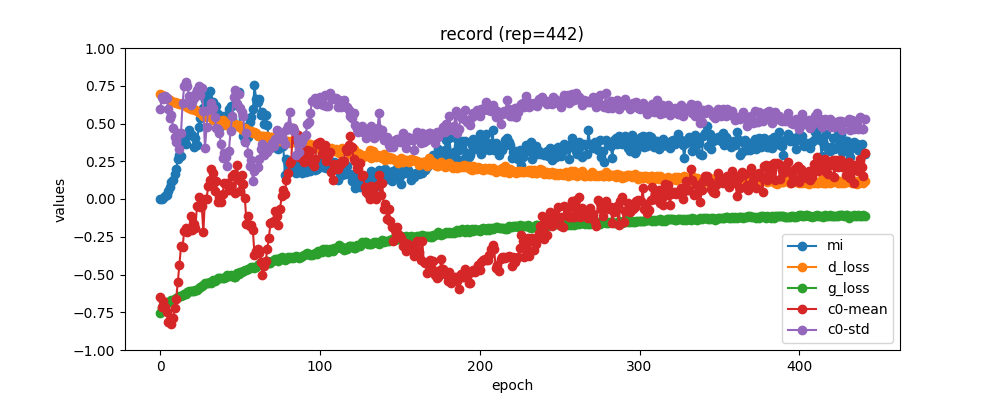 record (rep=442)
1.00
0.75
0.50
0.25
0.00
−0.25
−0.50
−0.75
−1.00
values
0 100 200 300 400
epoch
mi
d_loss
g_loss
c0-mean
c0-std